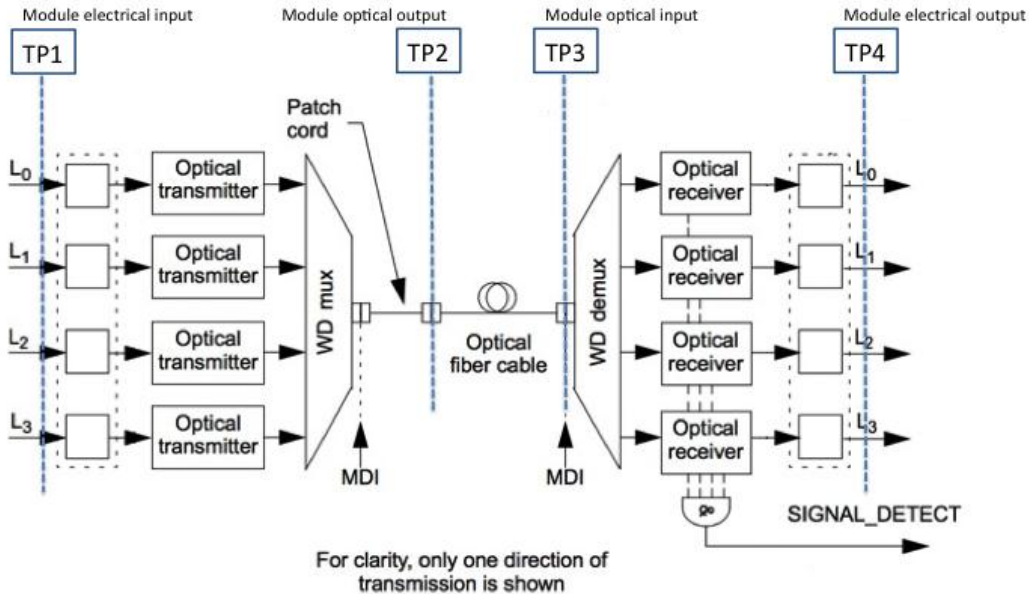 Module electrical input
Module optical output
Module optical input
Module electrical output
TP1
TP2
TP3
TP4
Patch
cord
L0
Optical
transmitter
Optical
receiver
L0
L1
Optical
transmitter
Optical
receiver
L1
WD mux
WD demux
L2
Optical
transmitter
Optical
fiber cable
Optical
receiver
L2
L3
Optical
transmitter
Optical
receiver
L3
MDI
MDI
SIGNAL_DETECT
For clarity, only one direction of
transmission is shown